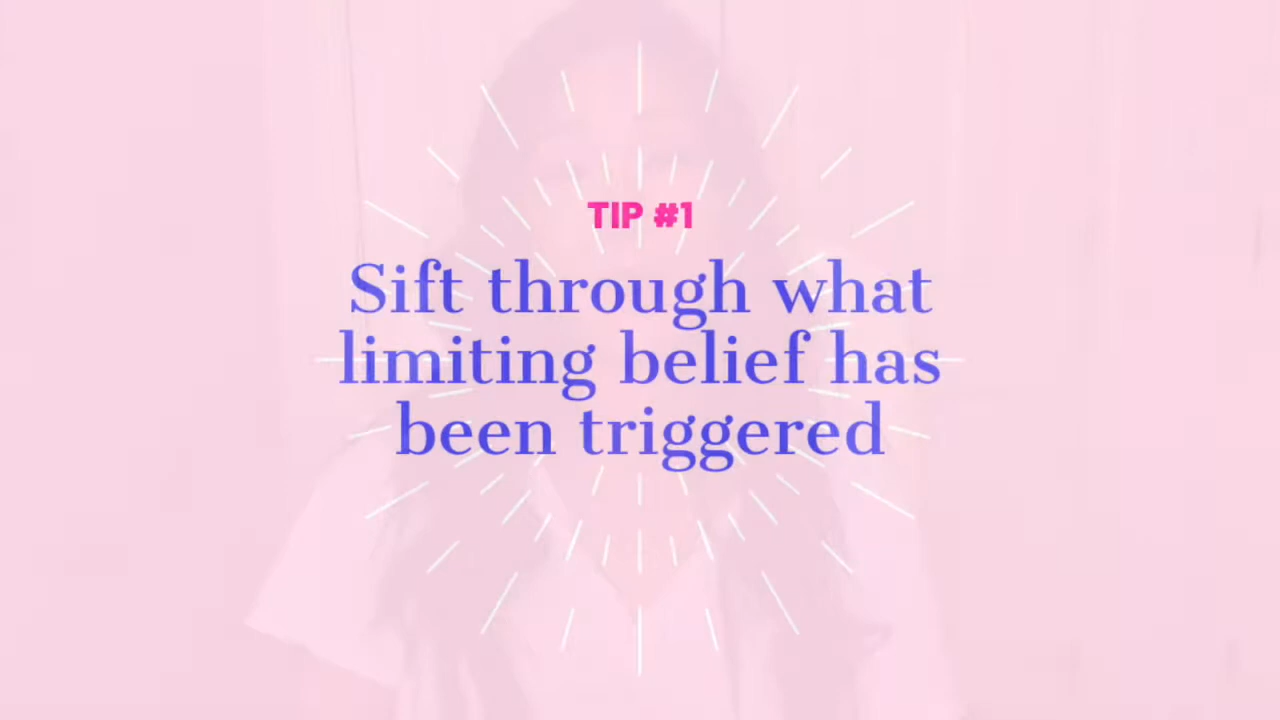 TIP #1
Sift through what
limiting belief has
been triggered